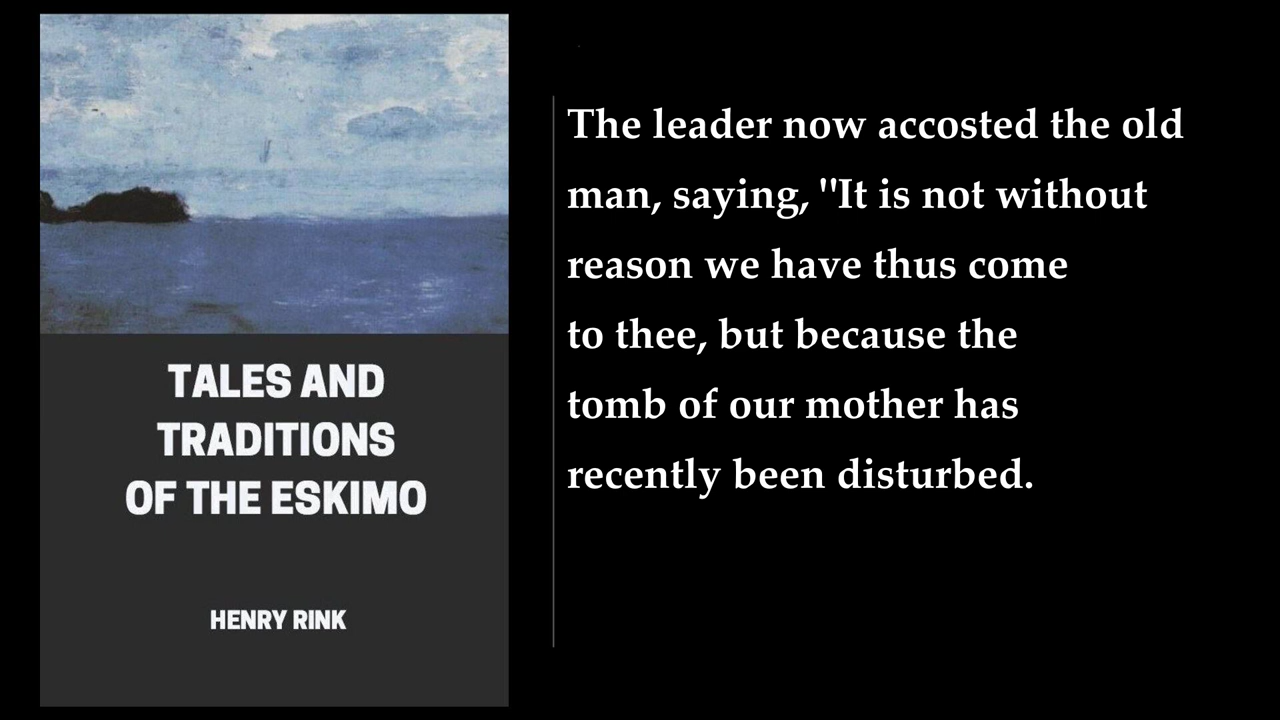 TALES AND
TRADITIONS
OF THE ESKIMO
HENRY RINK
The leader now accosted the old
man, saying, "It is not without
reason we have thus come
to thee, but because the
tomb of our mother has
recently been disturbed.